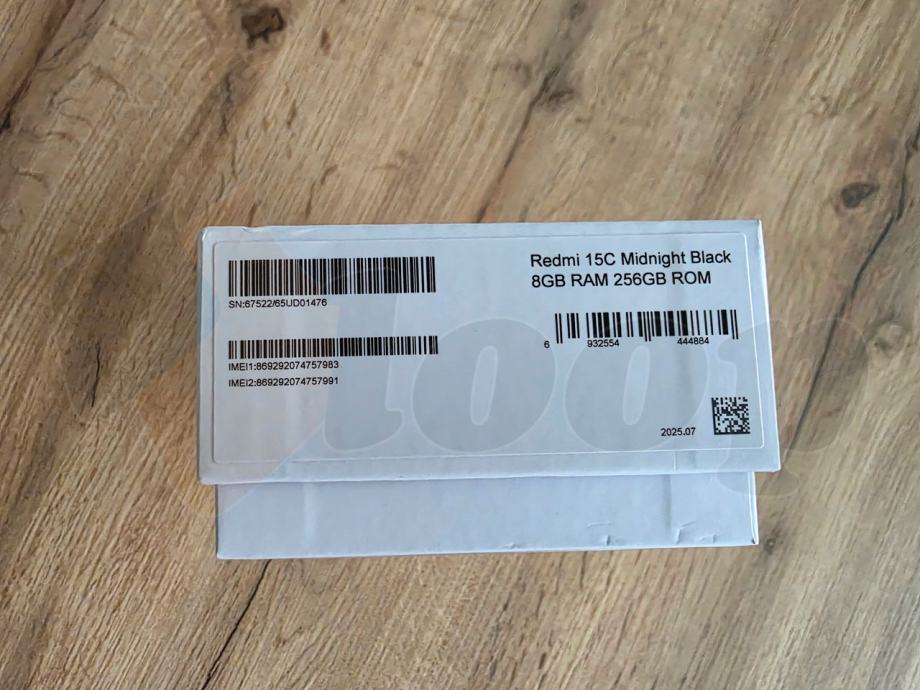 Redmi 15C Midnight Black
8GB RAM 256GB ROM
SN:67522/65UD01476
6 932554 444884
IMEI1:869292074757983
IMEI2:869292074757991
2025.07
loop